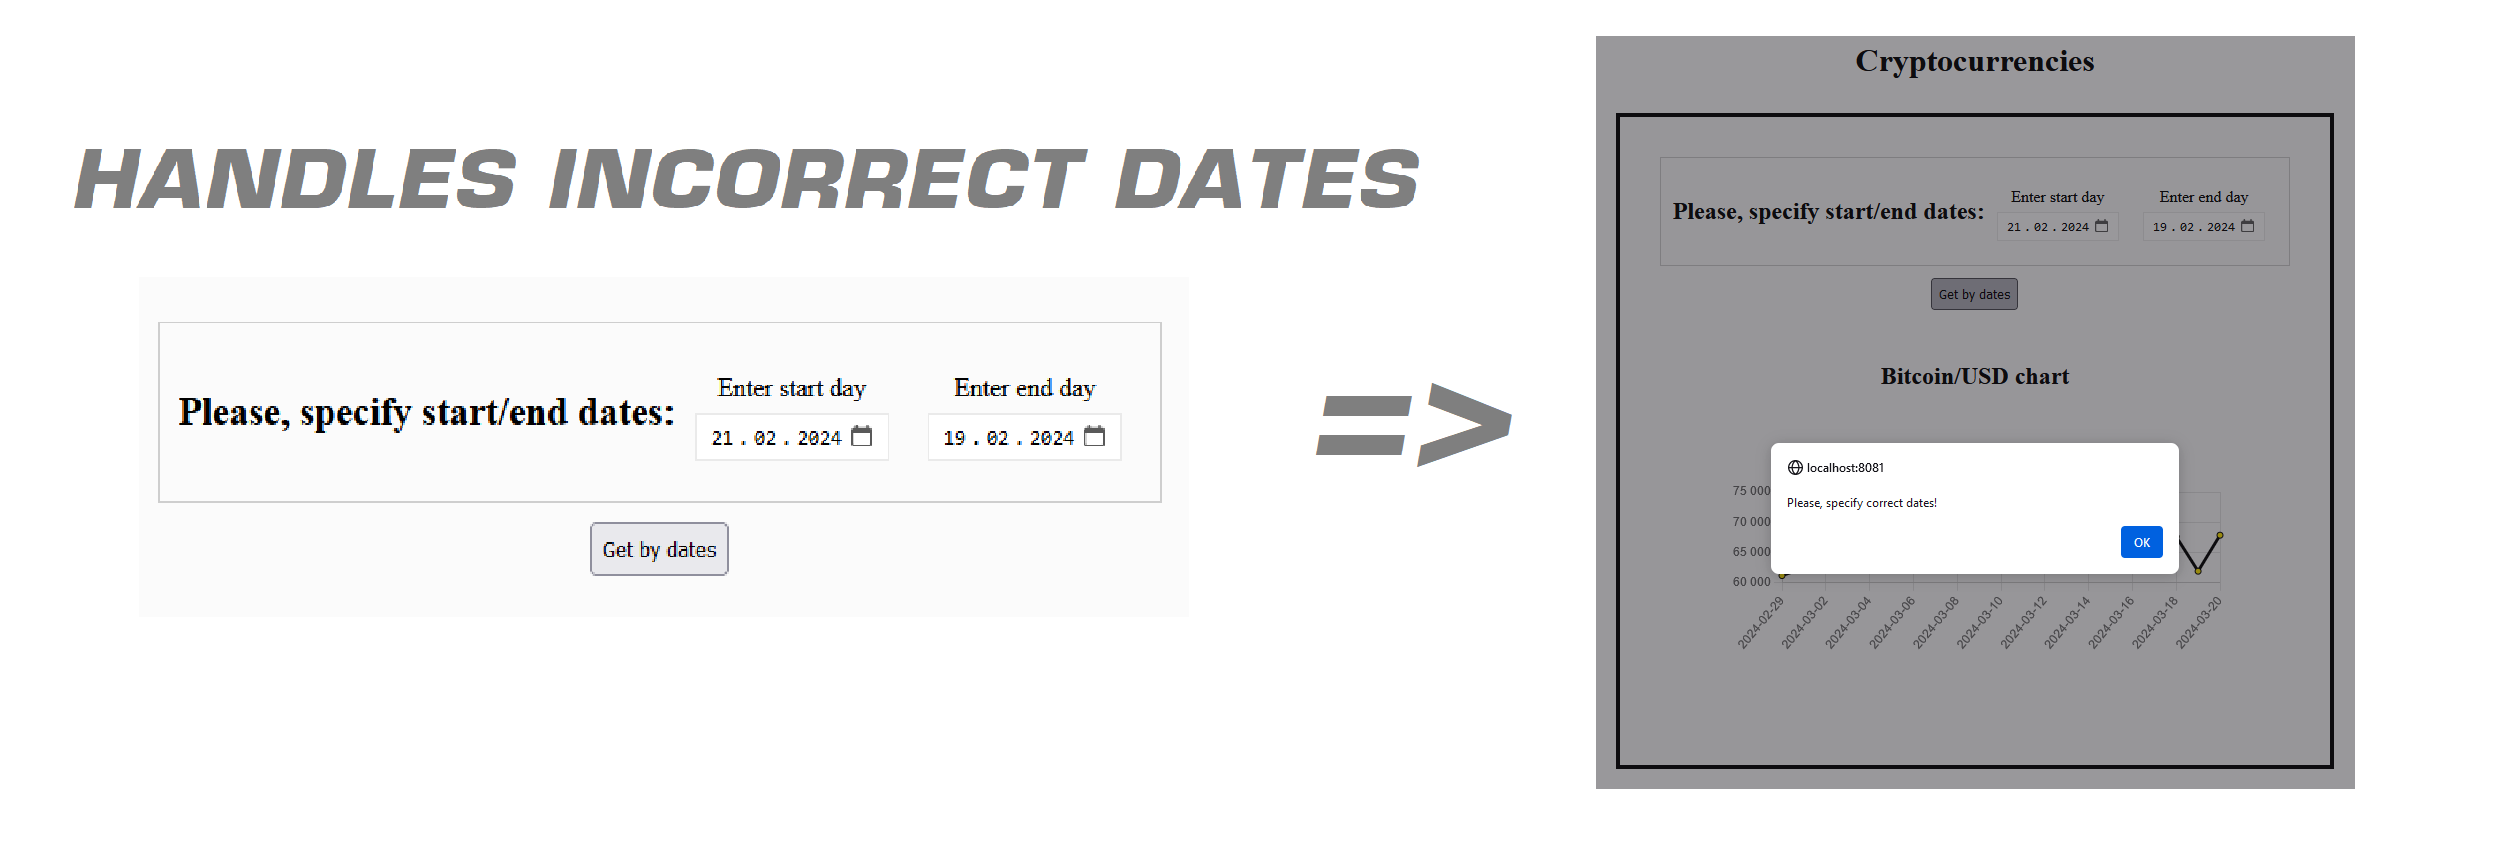 HANDLES INCORRECT DATES
Please, specify start/end dates:
Enter start day
21 . 02 . 2024
Enter end day
19 . 02 . 2024
Get by dates
=>
Cryptocurrencies
Please, specify start/end dates:
Enter start day
21 . 02 . 2024
Enter end day
19 . 02 . 2024
Get by dates
Bitcoin/USD chart
localhost:8081
Please, specify correct dates!
OK
75 000
70 000
65 000
60 000
2024-02-29
2024-03-02
2024-03-04
2024-03-06
2024-03-08
2024-03-10
2024-03-12
2024-03-14
2024-03-16
2024-03-18
2024-03-20